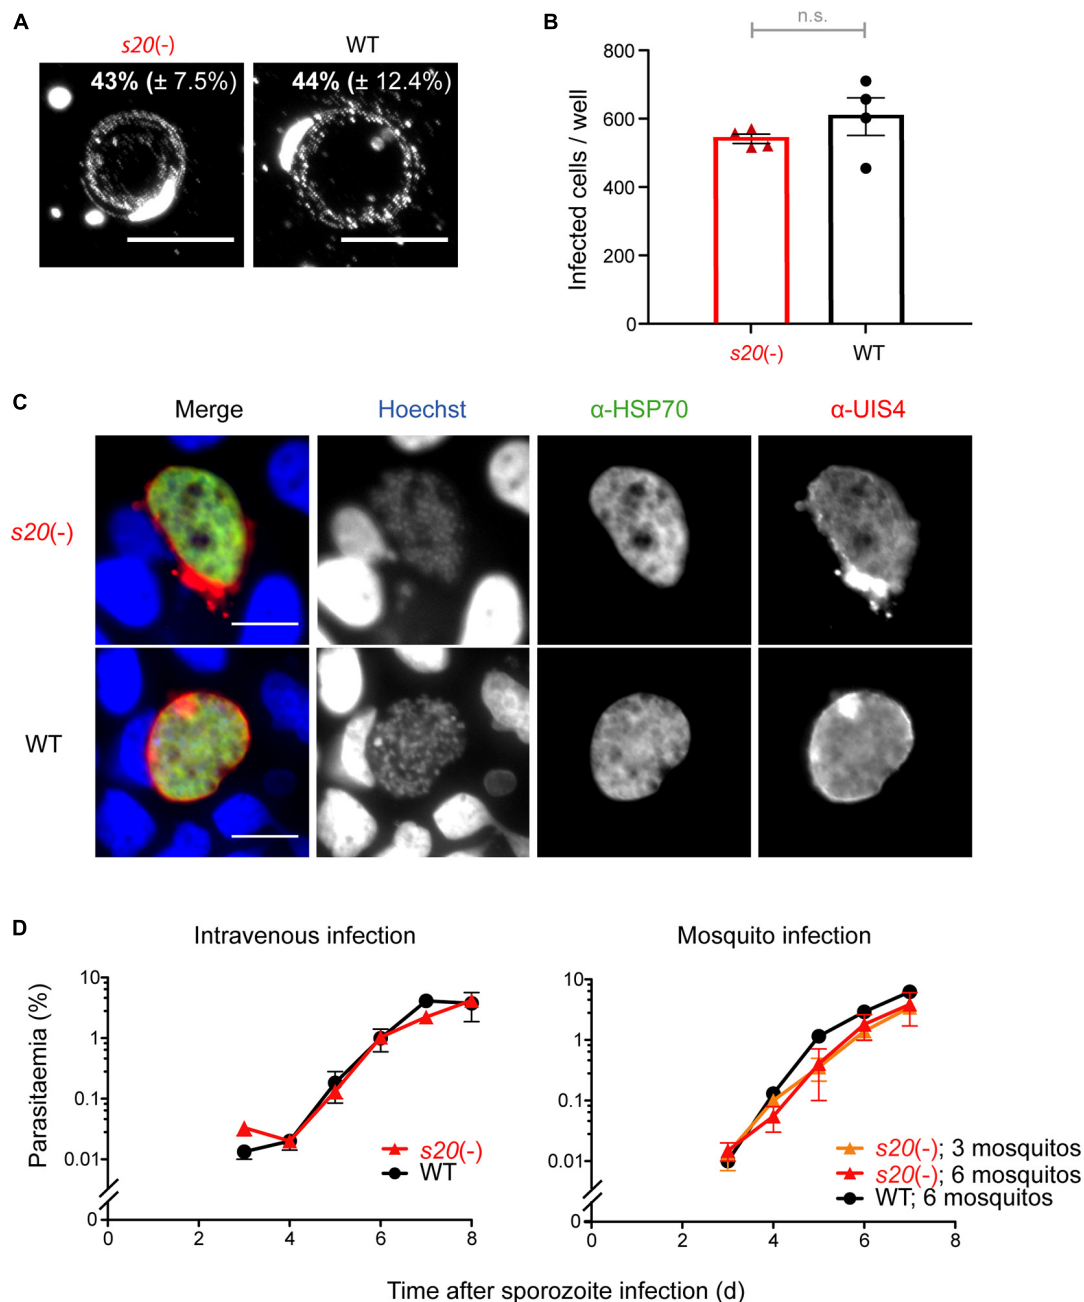 A
s20(-)
WT
43% (± 7.5%)
44% (± 12.4%)
B
n.s.
Infected cells / well
800
600
400
200
0
s20(-)
WT
C
Merge
Hoechst
α-HSP70
α-UIS4
s20(-)
WT
D
Intravenous infection
Mosquito infection
Parasitaemia (%)
10
1
0.1
0.01
0
0
2
4
6
8
s20(-)
WT
10
1
0.1
0.01
0
0
2
4
6
8
s20(-); 3 mosquitos
s20(-); 6 mosquitos
WT; 6 mosquitos
Time after sporozoite infection (d)